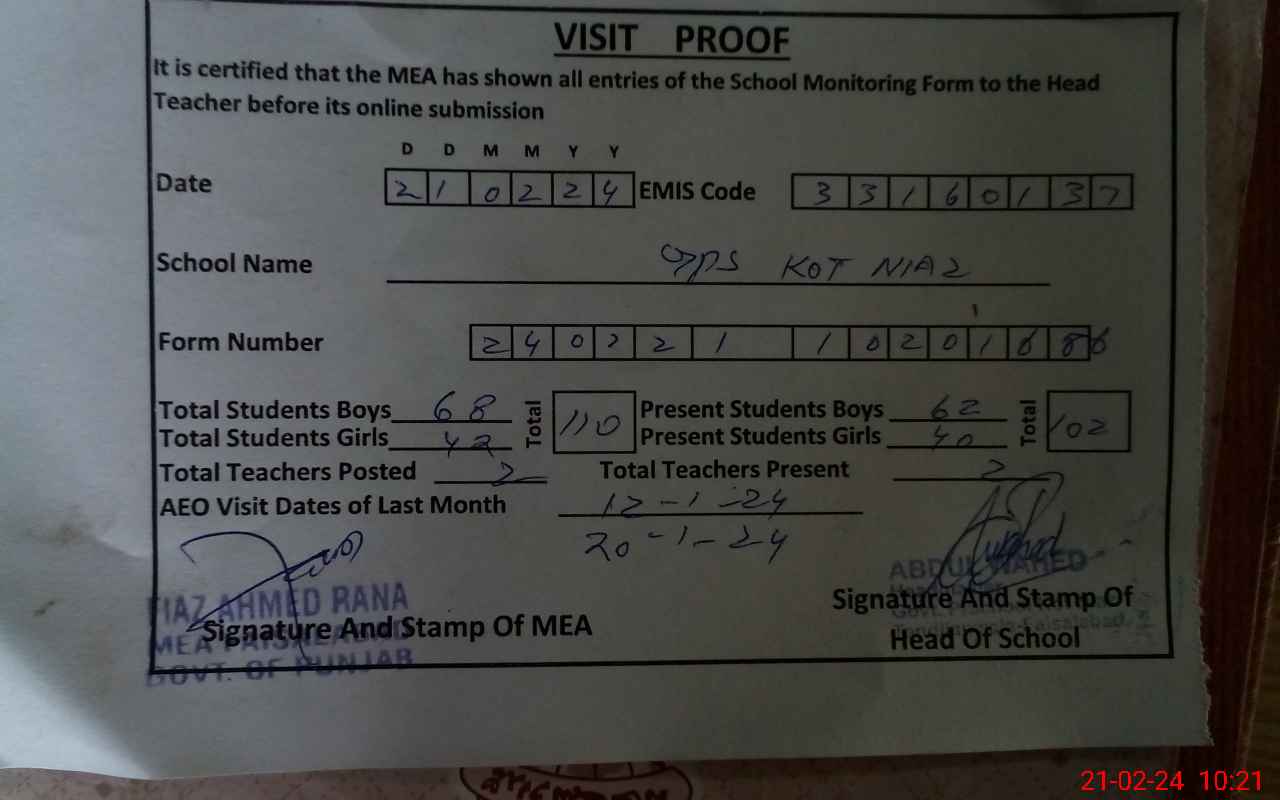 VISIT PROOF
It is certified that the MEA has shown all entries of the School Monitoring Form to the Head
Teacher before its online submission
D D M M Y Y
Date 2 1 0 2 2 4 EMIS Code 3 3 1 6 0 1 3 7
School Name GPS KOT NIAZ
Form Number 2 4 0 2 2 1 1 0 2 0 1 6 8 6
Total Students Boys 68 Total 110 Present Students Boys 62 Total 102
Total Students Girls 42 Present Students Girls 40
Total Teachers Posted 2 Total Teachers Present 2
AEO Visit Dates of Last Month 12-1-24
20-1-24
FIAZ AHMED RANA
MEA FAISALABAD
GOVT. OF PUNJAB
Signature And Stamp Of MEA
ABDUL WAHEED
Signature And Stamp Of
Head Of School
21-02-24 10:21